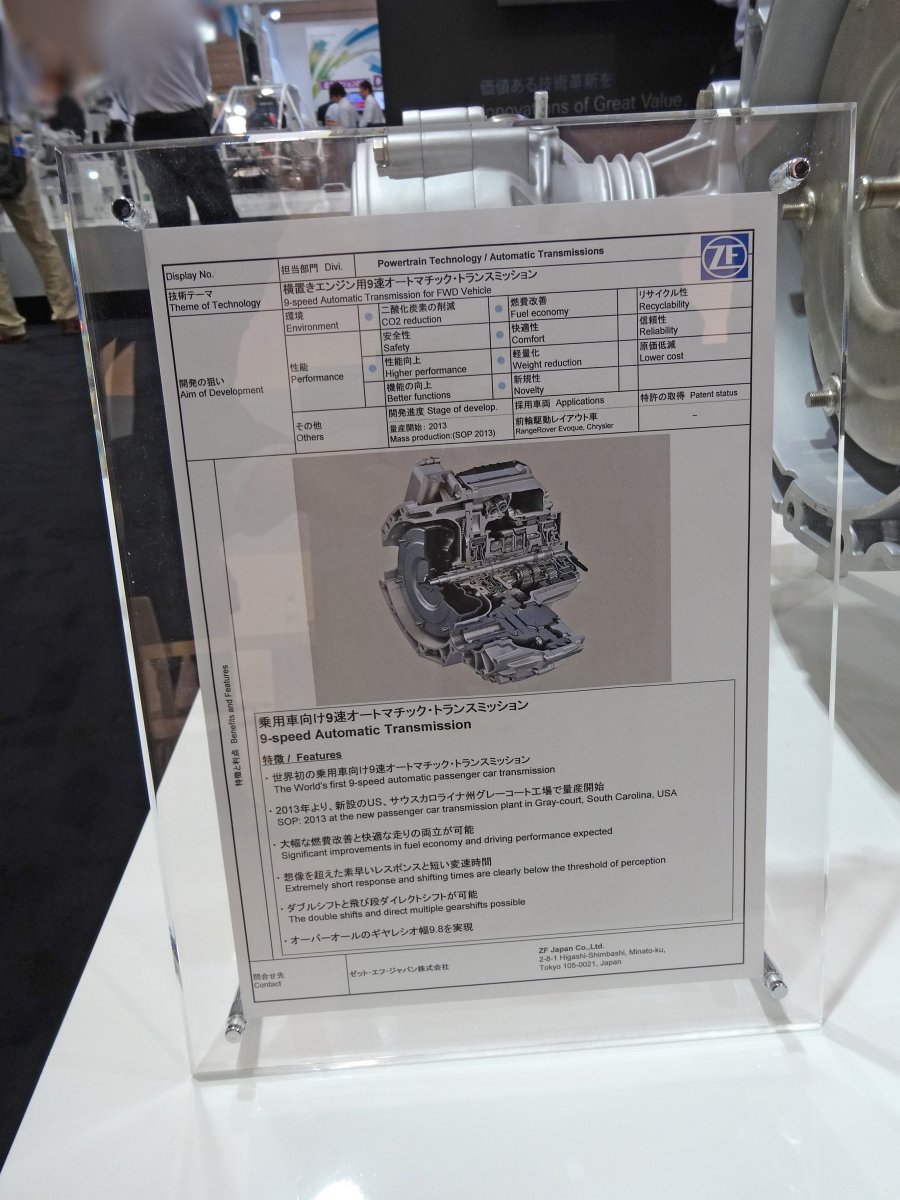 価値ある技術革新を
nnovations of Great Value.
Display No.
担当部門 Divi.
Powertrain Technology / Automatic Transmissions
ZF
技術テーマ
Theme of Technology
横置きエンジン用9速オートマチック・トランスミッション
9-speed Automatic Transmission for FWD Vehicle
開発の狙い
Aim of Development
環境
Environment
二酸化炭素の削減
CO2 reduction
燃費改善
Fuel economy
リサイクル性
Recyclability
性能
Performance
安全性
Safety
快適性
Comfort
信頼性
Reliability
性能向上
Higher performance
軽量化
Weight reduction
原価低減
Lower cost
機能の向上
Better functions
新規性
Novelty
その他
Others
開発進度 Stage of develop.
採用車両 Applications
特許の取得 Patent status
量産開始: 2013
Mass production:(SOP 2013)
前輪駆動レイアウト車
RangeRover Evoque, Chrysler
-
特徴と利点 Benefits and Features
乗用車向け9速オートマチック・トランスミッション
9-speed Automatic Transmission
特徴 / Features
・世界初の乗用車向け9速オートマチック・トランスミッション
The World's first 9-speed automatic passenger car transmission
・2013年より、新設のUS、サウスカロライナ州グレーコート工場で量産開始
SOP: 2013 at the new passenger car transmission plant in Gray-court, South Carolina, USA
・大幅な燃費改善と快適な走りの両立が可能
Significant improvements in fuel economy and driving performance expected
・想像を超えた素早いレスポンスと短い変速時間
Extremely short response and shifting times are clearly below the threshold of perception
・ダブルシフトと飛び段ダイレクトシフトが可能
The double shifts and direct multiple gearshifts possible
・オーバーオールのギヤレシオ幅9.8を実現
問合せ先
Contact
ゼット・エフ・ジャパン株式会社
ZF Japan Co.,Ltd.
2-8-1 Higashi-Shimbashi, Minato-ku,
Tokyo 105-0021, Japan